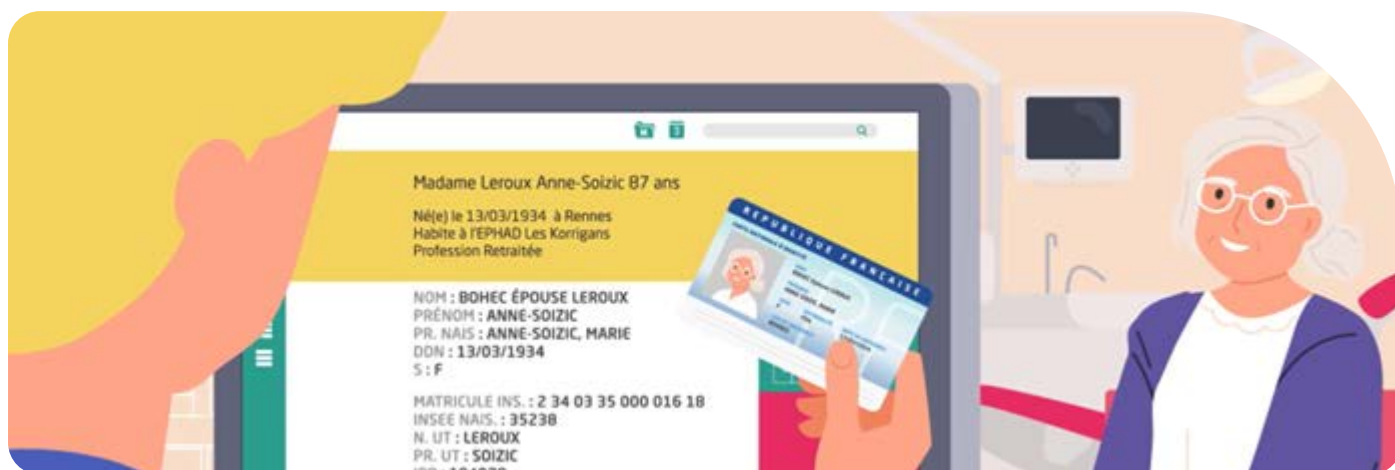 Madame Leroux Anne-Soizic 87 ans
Né(e) le 13/03/1934 à Rennes
Habite à l'EPHAD Les Korrigans
Profession Retraitée
REPUBLIQUE FRANÇAISE
NOM : BOHEC ÉPOUSE LEROUX
PRÉNOM : ANNE-SOIZIC
PR. NAIS : ANNE-SOIZIC, MARIE
DON : 13/03/1934
S : F
MATRICULE INS. : 2 34 03 35 000 016 18
INSEE NAIS. : 35238
N. UT : LEROUX
PR. UT : SOIZIC